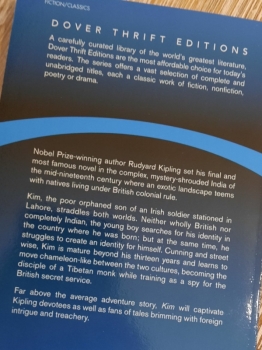 FICTION/CLASSICS
DOVER THRIFT EDITIONS
A carefully curated library of the world's greatest literature,
Dover Thrift Editions are the most affordable choice for today's
readers. The series offers a vast selection of complete and
unabridged titles, each a classic work of fiction, nonfiction,
poetry or drama.
Nobel Prize-winning author Rudyard Kipling set his final and
most famous novel in the complex, mystery-shrouded India of
the mid-nineteenth century where an exotic landscape teems
with natives living under British colonial rule.
Kim, the poor orphaned son of an Irish soldier stationed in
Lahore, straddles both worlds. Neither wholly British nor
completely Indian, the young boy searches for his identity in
the country where he was born; but at the same time, he
struggles to create an identity for himself. Cunning and street
wise, Kim is mature beyond his thirteen years and learns to
move chameleon-like between the two cultures, becoming the
disciple of a Tibetan monk while training as a spy for the
British secret service.
Far above the average adventure story, Kim will captivate
Kipling devotees as well as fans of tales brimming with foreign
intrigue and treachery.